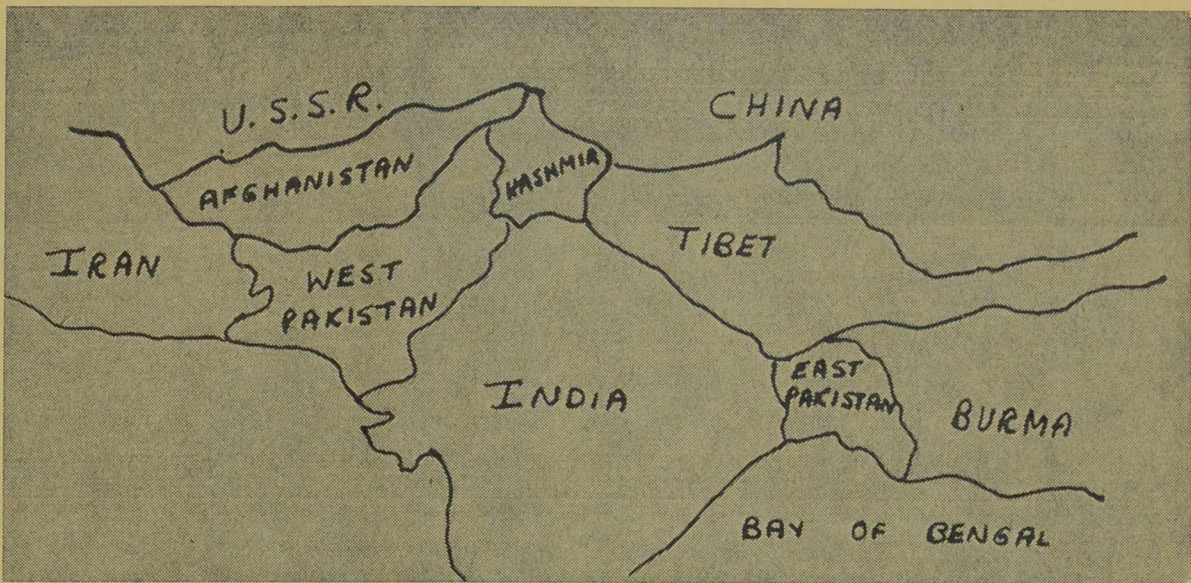 U.S.S.R.
CHINA
AFGHANISTAN
KASHMIR
IRAN
WEST
PAKISTAN
TIBET
INDIA
EAST
PAKISTAN
BURMA
BAY OF BENGAL